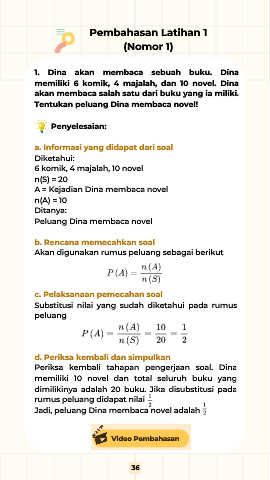 Pembahasan Latihan 1
(Nomor 1)
1. Dina akan membaca sebuah buku. Dina
memiliki 6 komik, 4 majalah, dan 10 novel. Dina
akan membaca salah satu dari buku yang ia miliki.
Tentukan peluang Dina membaca novel!
Penyelesaian:
a. Informasi yang didapat dari soal
Diketahui:
6 komik, 4 majalah, 10 novel
n(S) = 20
A = Kejadian Dina membaca novel
n(A) = 10
Ditanya:
Peluang Dina membaca novel
b. Rencana memecahkan soal
Akan digunakan rumus peluang sebagai berikut
P (A) = n (A) / n (S)
c. Pelaksanaan pemecahan soal
Substitusi nilai yang sudah diketahui pada rumus
peluang
P (A) = n (A) / n (S) = 10 / 20 = 1 / 2
d. Periksa kembali dan simpulkan
Periksa kembali tahapan pengerjaan soal. Dina
memiliki 10 novel dan total seluruh buku yang
dimilikinya adalah 20 buku. Jika disubstitusi pada
rumus peluang didapat nilai 1/2
Jadi, peluang Dina membaca novel adalah 1/2
Video Pembahasan
36